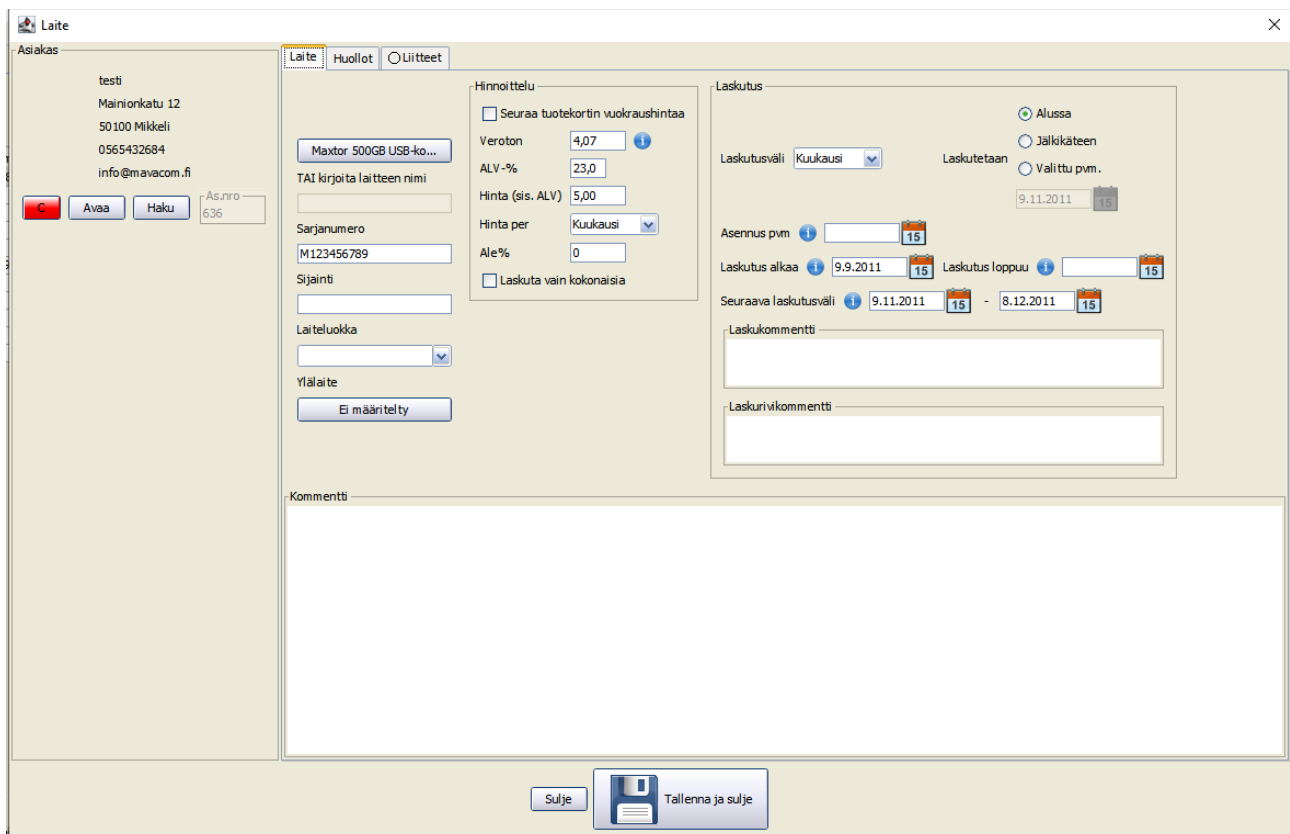 Laite
Asiakas
testi
Mainionkatu 12
50100 Mikkeli
0565432684
info@mavacom.fi
C
Avaa
Haku
As.nro
636
Laite
Huollot
Liitteet
Maxtor 500GB USB-ko...
TAI kirjoita laitteen nimi
Sarjanumero
M123456789
Sijainti
Laiteluokka
Ylälaite
Ei määritelty
Hinnoittelu
Seuraa tuotekortin vuokraushintaa
Veroton 4,07
ALV-% 23,0
Hinta (sis. ALV) 5,00
Hinta per Kuukausi
Ale% 0
Laskuta vain kokonaisia
Laskutus
Laskutusväli Kuukausi
Laskutetaan
Alussa
Jälkikäteen
Valittu pvm.
9.11.2011 15
Asennus pvm 15
Laskutus alkaa 9.9.2011 15 Laskutus loppuu 15
Seuraava laskutusväli 9.11.2011 15 - 8.12.2011 15
Laskukommentti
Laskurivikommentti
Kommentti
Sulje
Tallenna ja sulje